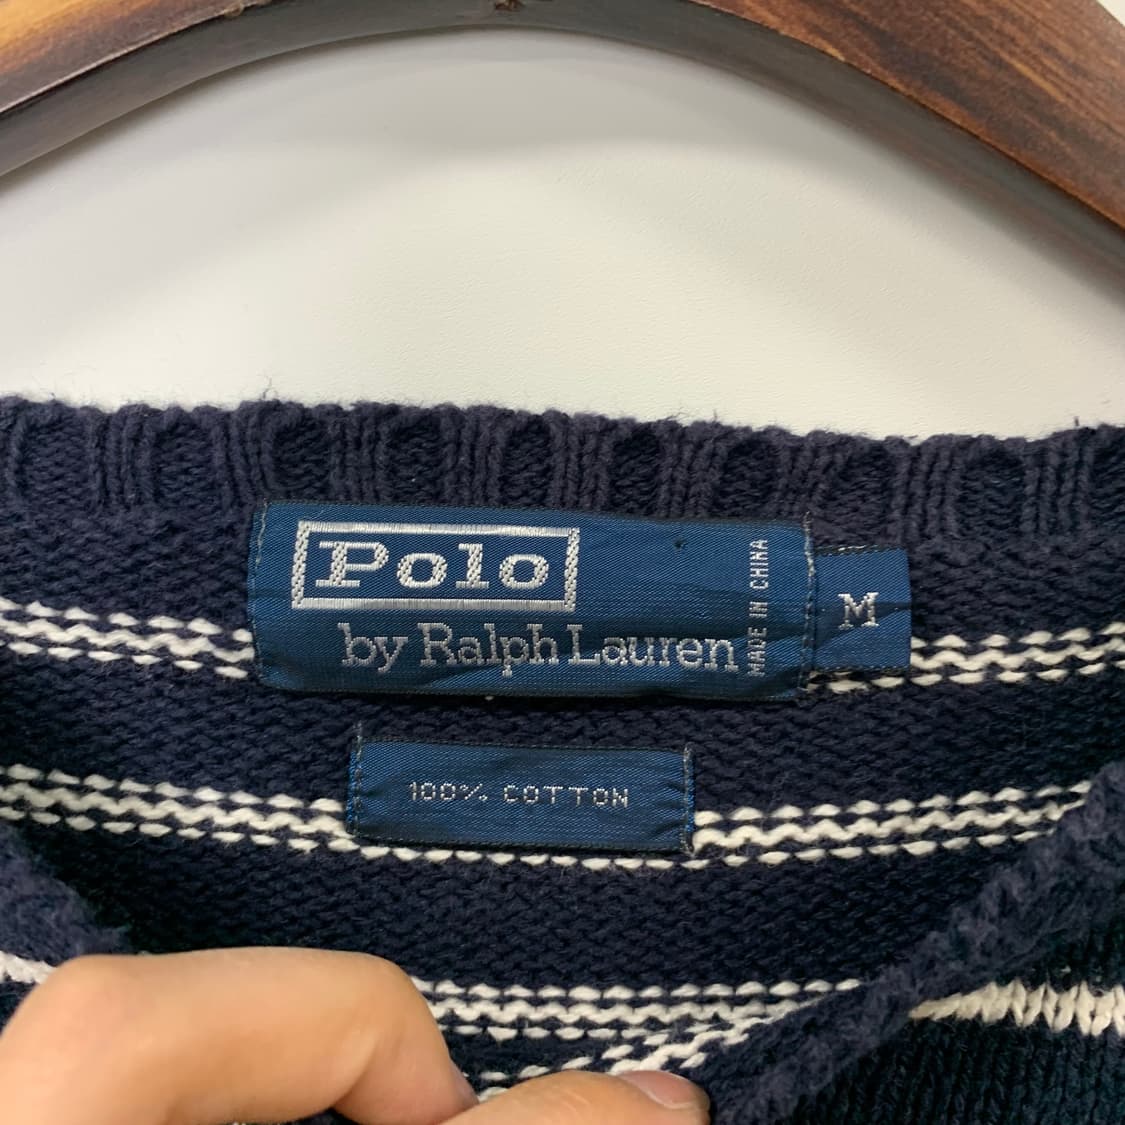 Polo
by Ralph Lauren
MADE IN CHINA
M
100% COTTON